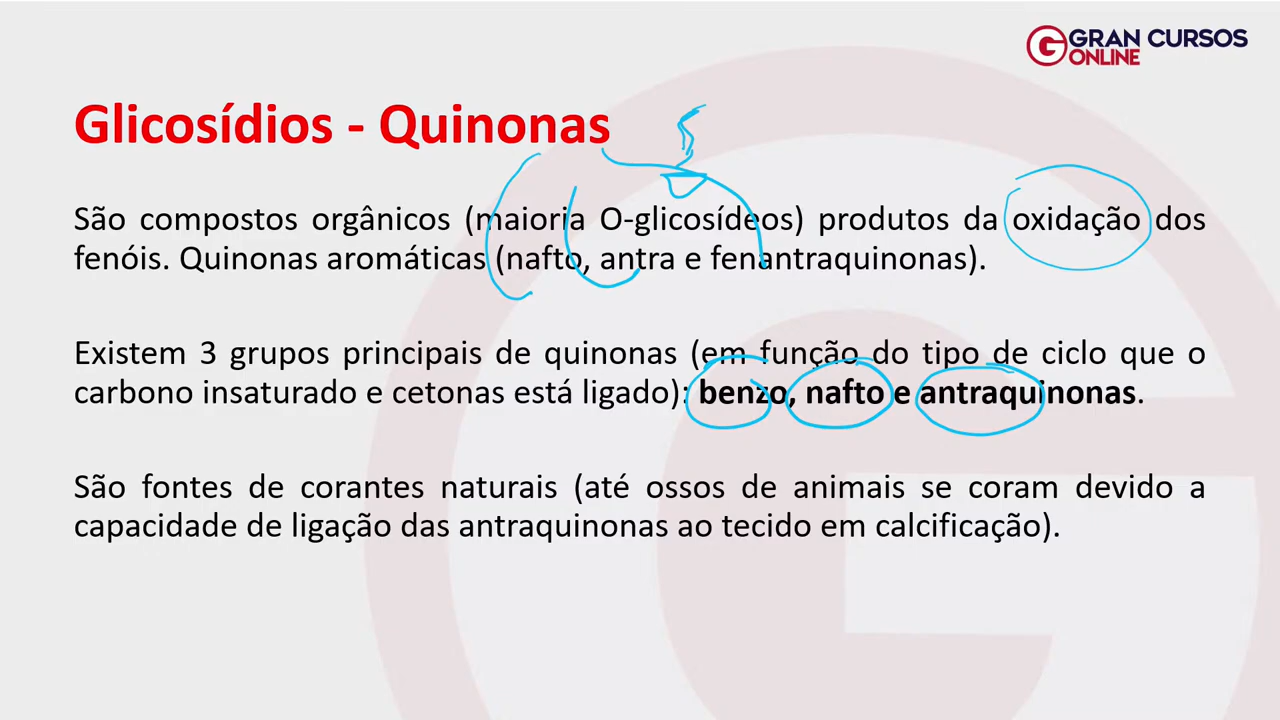 GRAN CURSOS
ONLINE
Glicosídios - Quinonas
São compostos orgânicos (maioria O-glicosídeos) produtos da oxidação dos
fenóis. Quinonas aromáticas (nafto, antra e fenantraquinonas).
Existem 3 grupos principais de quinonas (em função do tipo de ciclo que o
carbono insaturado e cetonas está ligado): benzo, nafto e antraquinonas.
São fontes de corantes naturais (até ossos de animais se coram devido a
capacidade de ligação das antraquinonas ao tecido em calcificação).